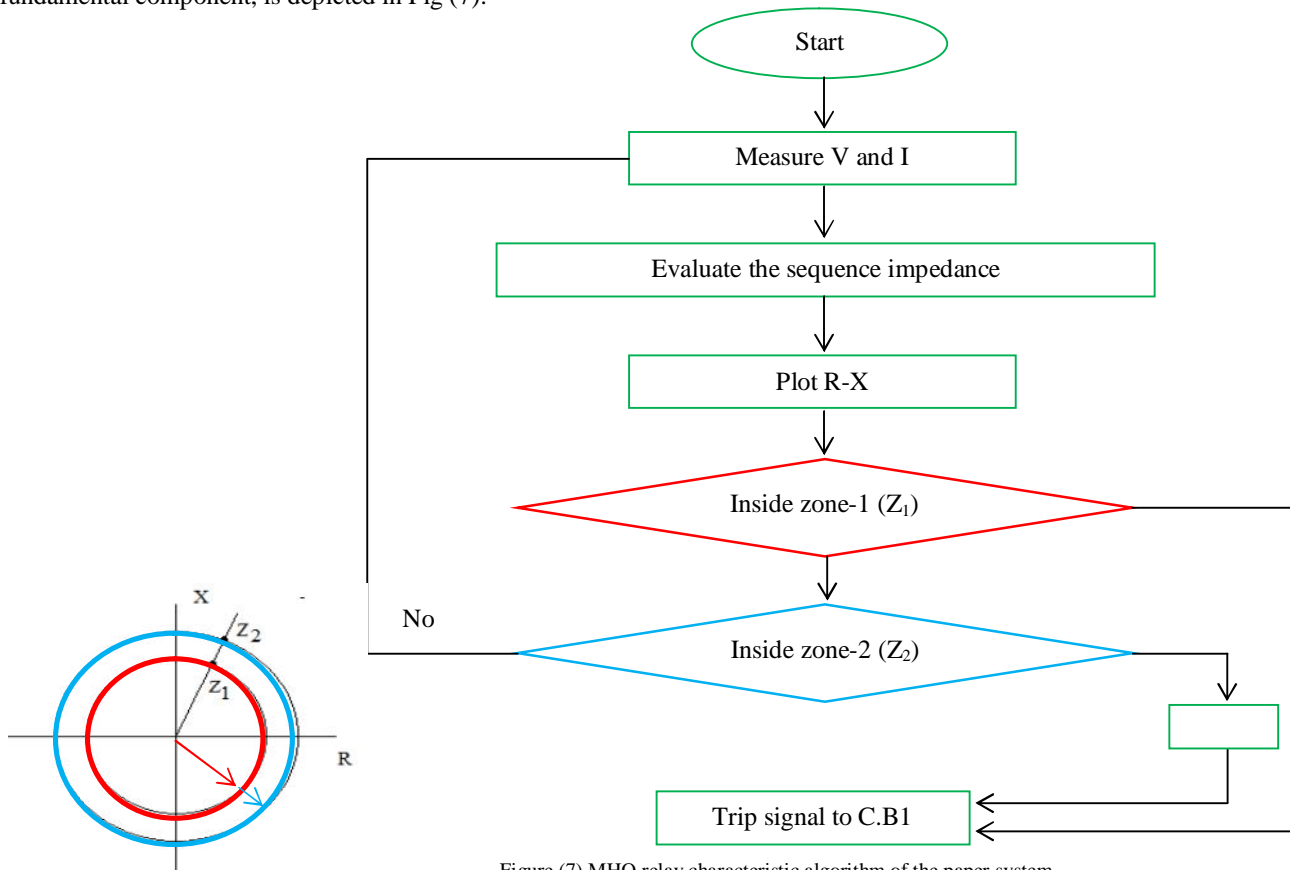 fundamental component, is depicted in Fig (7).
Start
Measure V and I
Evaluate the sequence impedance
Plot R-X
Inside zone-1 (Z₁)
No
Inside zone-2 (Z₂)
Trip signal to C.B1
X
Z₂
Z₁
R
Figure (7) MHO relay characteristic algorithm of the paper system